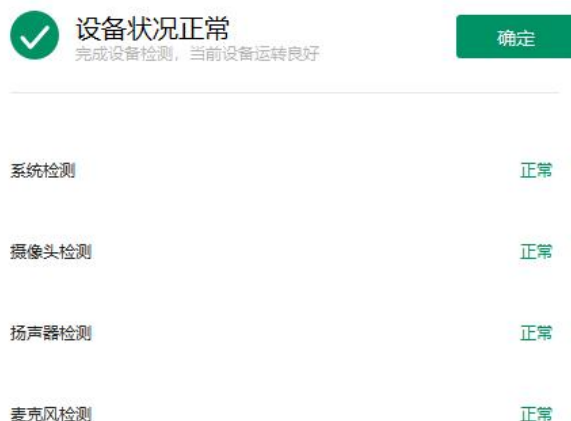 设备状况正常
确定
完成设备检测，当前设备运转良好
系统检测
正常
摄像头检测
正常
扬声器检测
正常
麦克风检测
正常